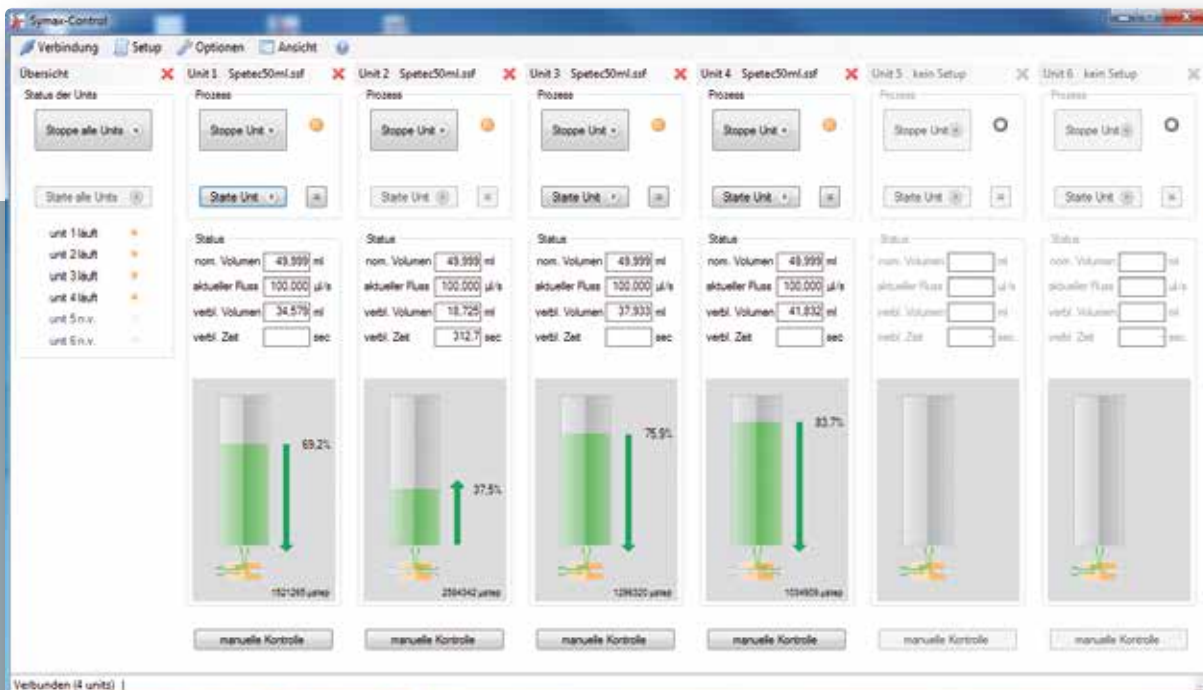 Symax-Control
Verbindung Setup Optionen Ansicht
Übersicht
Status der Units
Stoppe alle Units
Starte alle Units
unit 1 läuft
unit 2 läuft
unit 3 läuft
unit 4 läuft
unit 5 n.v.
unit 6 n.v.
Unit 1 Spetec50ml.ssf
Prozess
Stoppe Unit
Starte Unit
Status
nom. Volumen 49,999 ml
aktueller Fluss 100,000 µl/s
verbl. Volumen 34,579 ml
verbl. Zeit sec
69,2%
1521265 µstep
manuelle Kontrolle
Unit 2 Spetec50ml.ssf
Prozess
Stoppe Unit
Starte Unit
Status
nom. Volumen 49,999 ml
aktueller Fluss 100,000 µl/s
verbl. Volumen 18,725 ml
verbl. Zeit 312,7 sec
37,5%
2584042 µstep
manuelle Kontrolle
Unit 3 Spetec50ml.ssf
Prozess
Stoppe Unit
Starte Unit
Status
nom. Volumen 49,999 ml
aktueller Fluss 100,000 µl/s
verbl. Volumen 37,933 ml
verbl. Zeit sec
75,9%
µstep
manuelle Kontrolle
Unit 4 Spetec50ml.ssf
Prozess
Stoppe Unit
Starte Unit
Status
nom. Volumen 49,999 ml
aktueller Fluss 100,000 µl/s
verbl. Volumen 41,832 ml
verbl. Zeit sec
83,7%
µstep
manuelle Kontrolle
Unit 5 kein Setup
Prozess
Stoppe Unit
Starte Unit
Status
nom. Volumen ml
aktueller Fluss µl/s
verbl. Volumen ml
verbl. Zeit sec
manuelle Kontrolle
Unit 6 kein Setup
Prozess
Stoppe Unit
Starte Unit
Status
nom. Volumen ml
aktueller Fluss µl/s
verbl. Volumen ml
verbl. Zeit sec
manuelle Kontrolle
Verbunden (4 units)